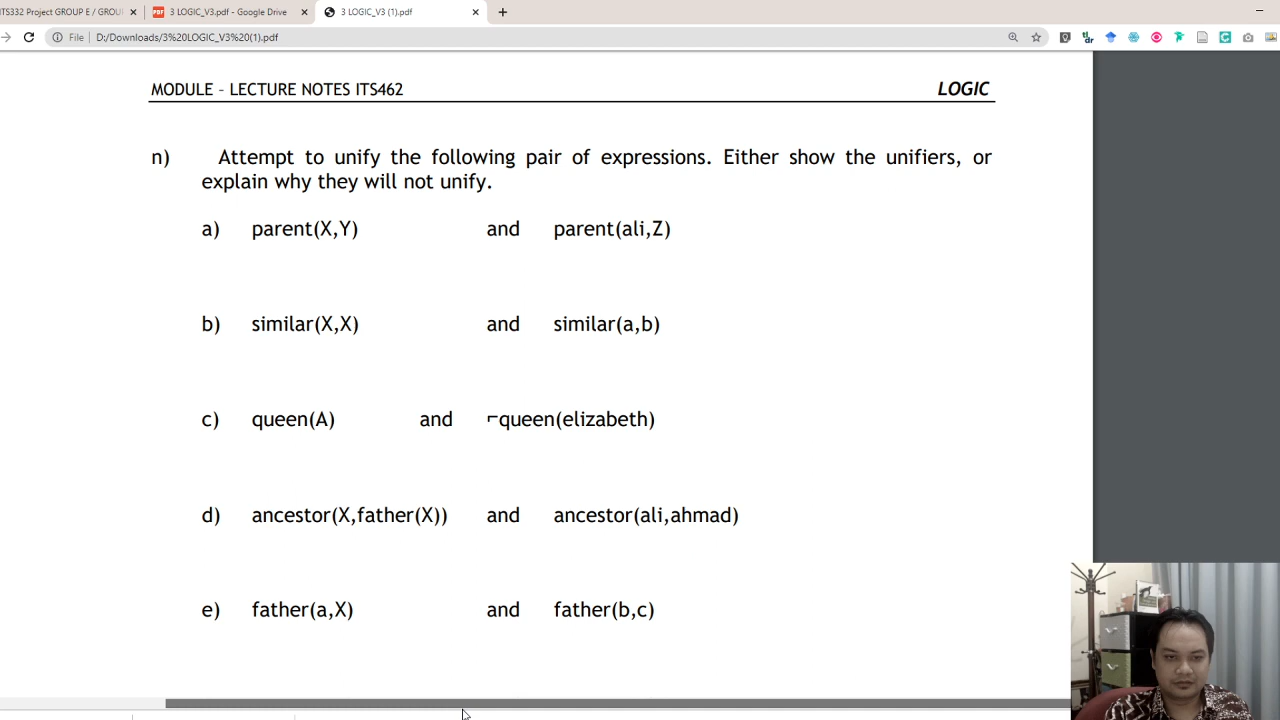 ITS332 Project GROUP E / GROU
3 LOGIC_V3.pdf - Google Drive
3 LOGIC_V3 (1).pdf
File
D:/Downloads/3%20LOGIC_V3%20(1).pdf
MODULE – LECTURE NOTES ITS462 LOGIC
n) Attempt to unify the following pair of expressions. Either show the unifiers, or
explain why they will not unify.
a) parent(X,Y) and parent(ali,Z)
b) similar(X,X) and similar(a,b)
c) queen(A) and ⌐queen(elizabeth)
d) ancestor(X,father(X)) and ancestor(ali,ahmad)
e) father(a,X) and father(b,c)